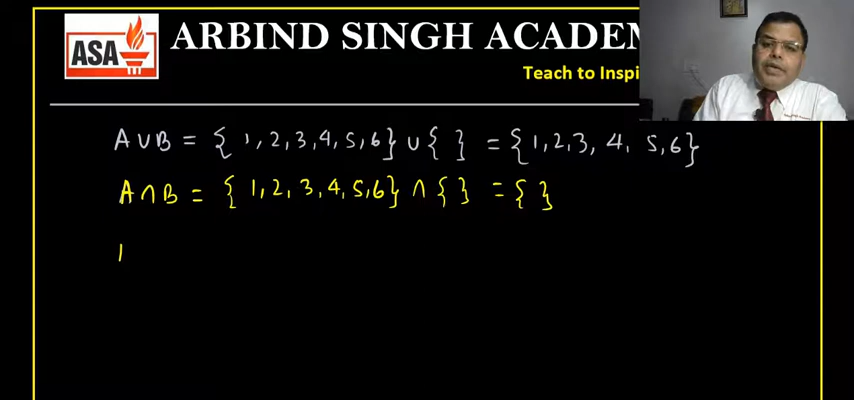 ASA
ARBIND SINGH ACADEM
Teach to Inspi
A∪B = { 1, 2, 3, 4, 5, 6} ∪ { } = {1, 2, 3, 4, 5, 6}
A∩B = { 1, 2, 3, 4, 5, 6} ∩ { } = { }